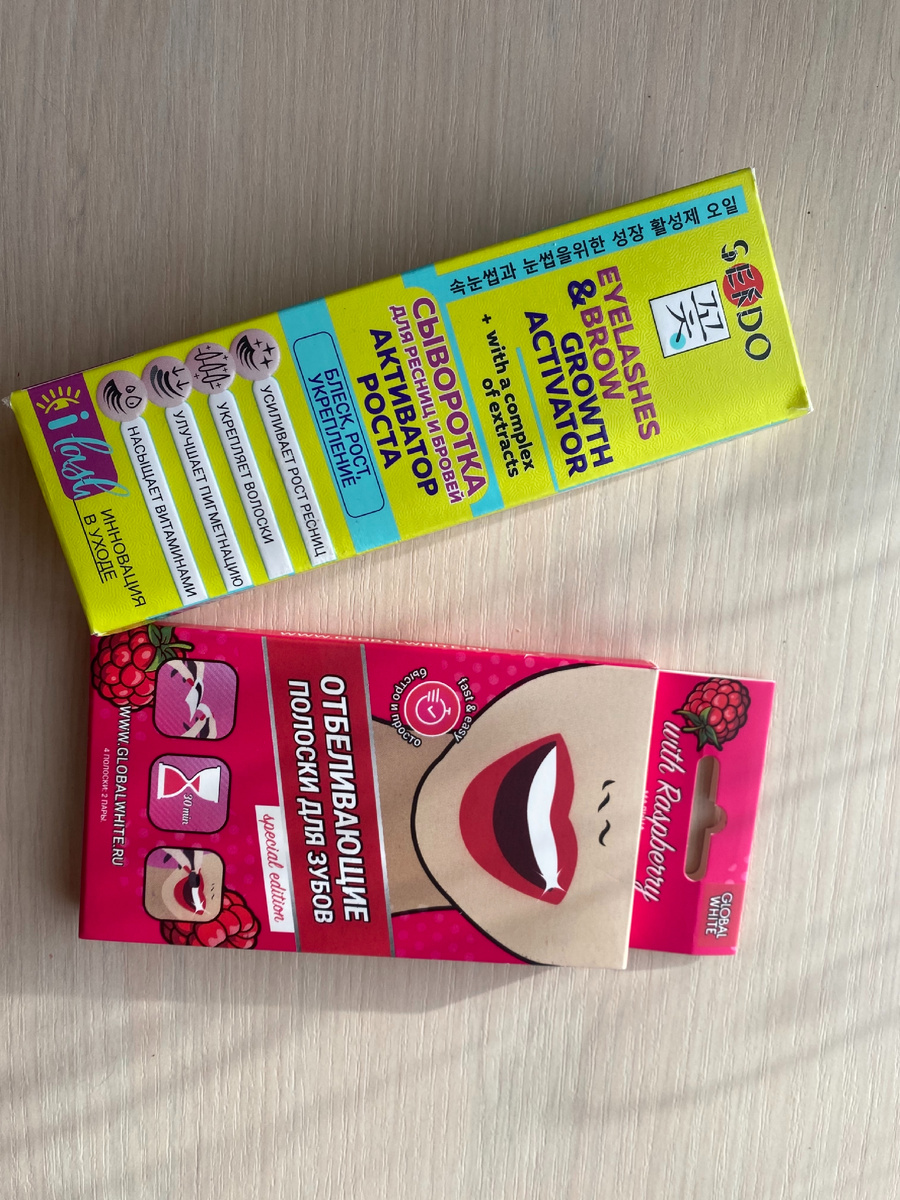 SENDO
꽃
속눈썹과 눈썹을위한 성장 활성제 오일
EYELASHES
& BROW
GROWTH
ACTIVATOR
+ with a complex
of extracts
СЫВОРОТКА
ДЛЯ РЕСНИЦ И БРОВЕЙ
АКТИВАТОР
РОСТА
БЛЕСК, РОСТ,
УКРЕПЛЕНИЕ
УСИЛИВАЕТ РОСТ РЕСНИЦ
УКРЕПЛЯЕТ ВОЛОСКИ
УЛУЧШАЕТ ПИГМЕТНАЦИЮ
НАСЫЩАЕТ ВИТАМИНАМИ
i lash
ИННОВАЦИЯ
В УХОДЕ
GLOBAL
WHITE
with Raspberry
fast & easy
быстро и просто
ОТБЕЛИВАЮЩИЕ
ПОЛОСКИ ДЛЯ ЗУБОВ
special edition
30 min
WWW.GLOBALWHITE.RU
4 ПОЛОСКИ: 2 ПАРЫ